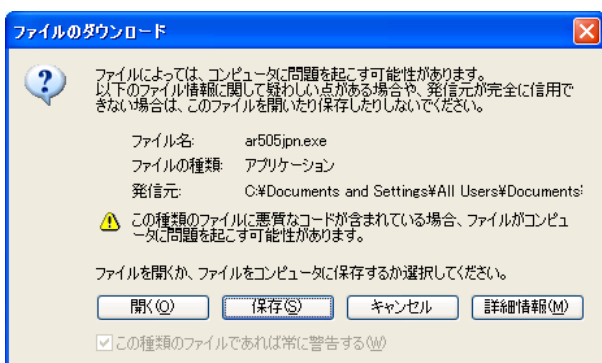 ファイルのダウンロード
ファイルによっては、コンピュータに問題を起こす可能性があります。
以下のファイル情報に関して疑わしい点がある場合や、発信元が完全に信用で
きない場合は、このファイルを開いたり保存したりしないでください。
ファイル名: ar505jpn.exe
ファイルの種類: アプリケーション
発信元: C:¥Documents and Settings¥All Users¥Documents
この種類のファイルに悪質なコードが含まれている場合、ファイルがコンピュ
ータに問題を起こす可能性があります。
ファイルを開くか、ファイルをコンピュータに保存するか選択してください。
開く(O) 保存(S) キャンセル 詳細情報(M)
この種類のファイルであれば常に警告する(W)